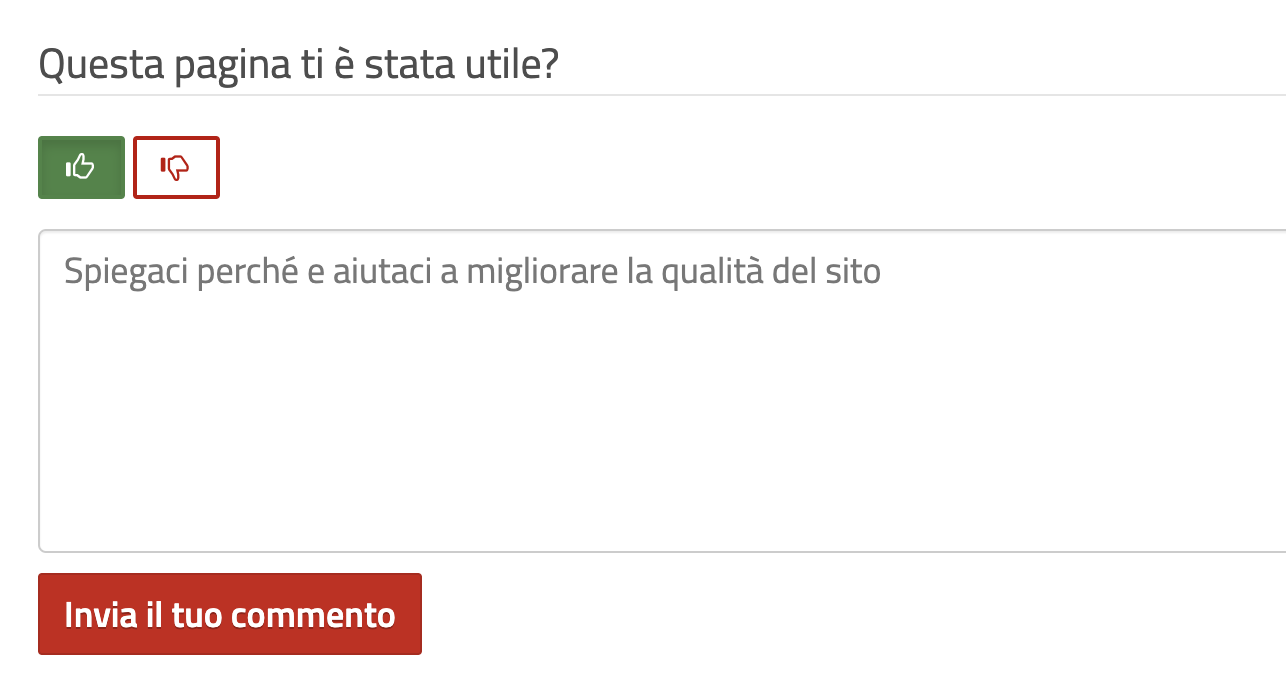 Questa pagina ti è stata utile?
Spiegaci perché e aiutaci a migliorare la qualità del sito
Invia il tuo commento